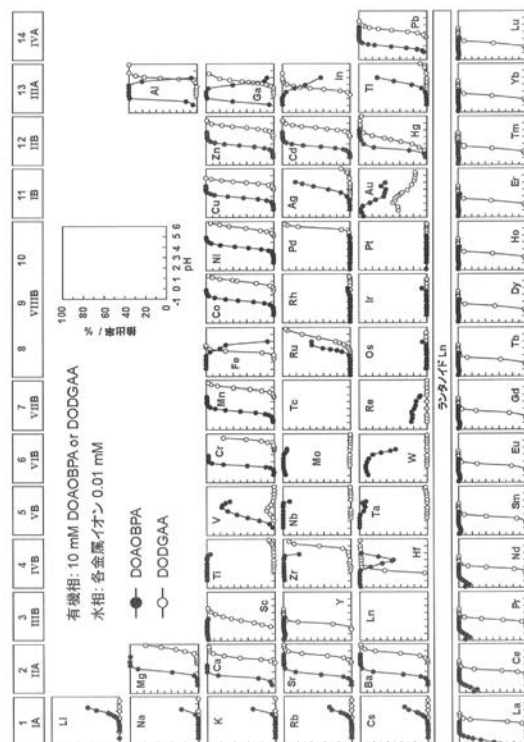 1 2 3 4 5 6 7 8 9 10 11 12 13 14
IA IIA IIIB IVB VB VIB VIIB VIIIB IB IIB IIIA IVA
有機相: 10 mM DOAOBPA or DODGAA
水相: 各金属イオン 0.01 mM
DOAOBPA
DODGAA
抽出率 / %
100
80
60
40
20
0
-1 0 1 2 3 4 5 6
pH
Li
Na Mg Al
K Ca Sc Ti V Cr Mn Fe Co Ni Cu Zn Ga
Rb Sr Y Zr Nb Mo Tc Ru Rh Pd Ag Cd In
Cs Ba Ln Hf Ta W Re Os Ir Pt Au Hg Tl Pb
ランタノイド Ln
La Ce Pr Nd Sm Eu Gd Tb Dy Ho Er Tm Yb Lu